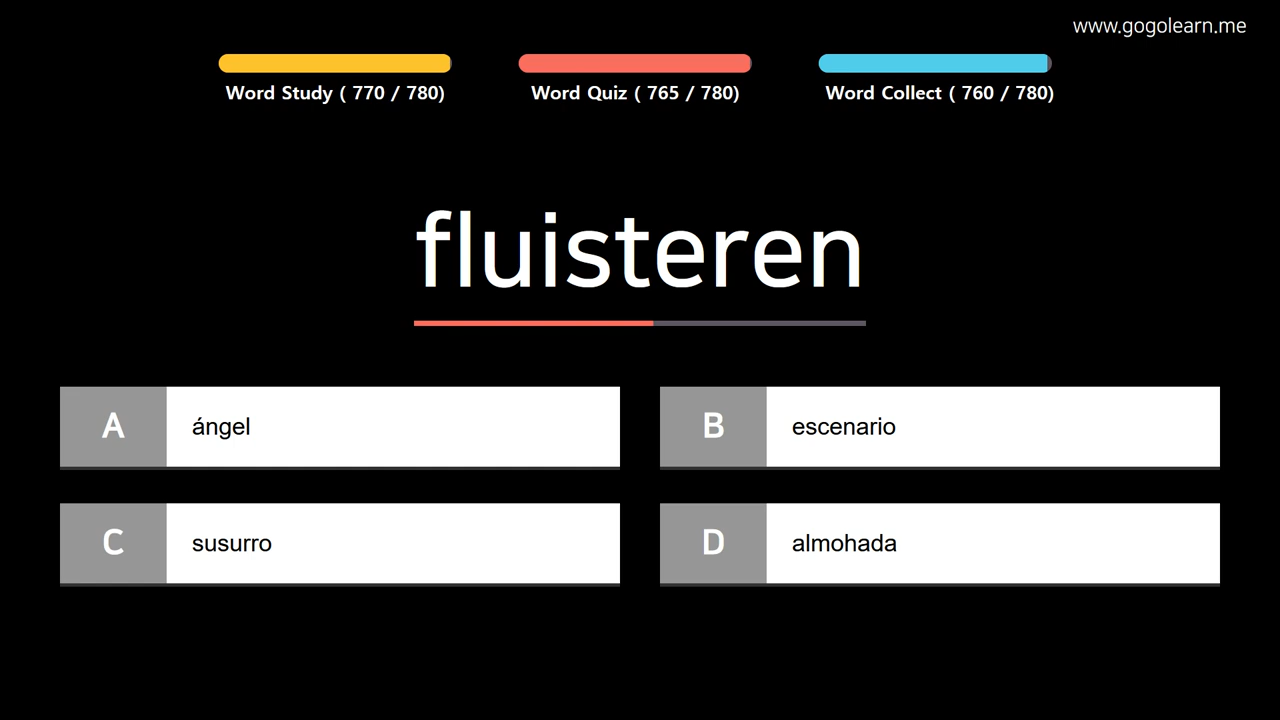 www.gogolearn.me
Word Study ( 770 / 780)
Word Quiz ( 765 / 780)
Word Collect ( 760 / 780)
fluisteren
A ángel
B escenario
C susurro
D almohada